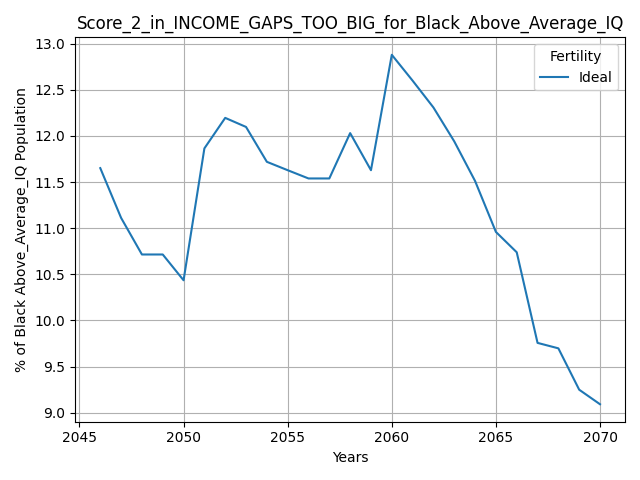 Score_2_in_INCOME_GAPS_TOO_BIG_for_Black_Above_Average_IQ
Fertility
Ideal
% of Black Above_Average_IQ Population
13.0
12.5
12.0
11.5
11.0
10.5
10.0
9.5
9.0
2045 2050 2055 2060 2065 2070
Years